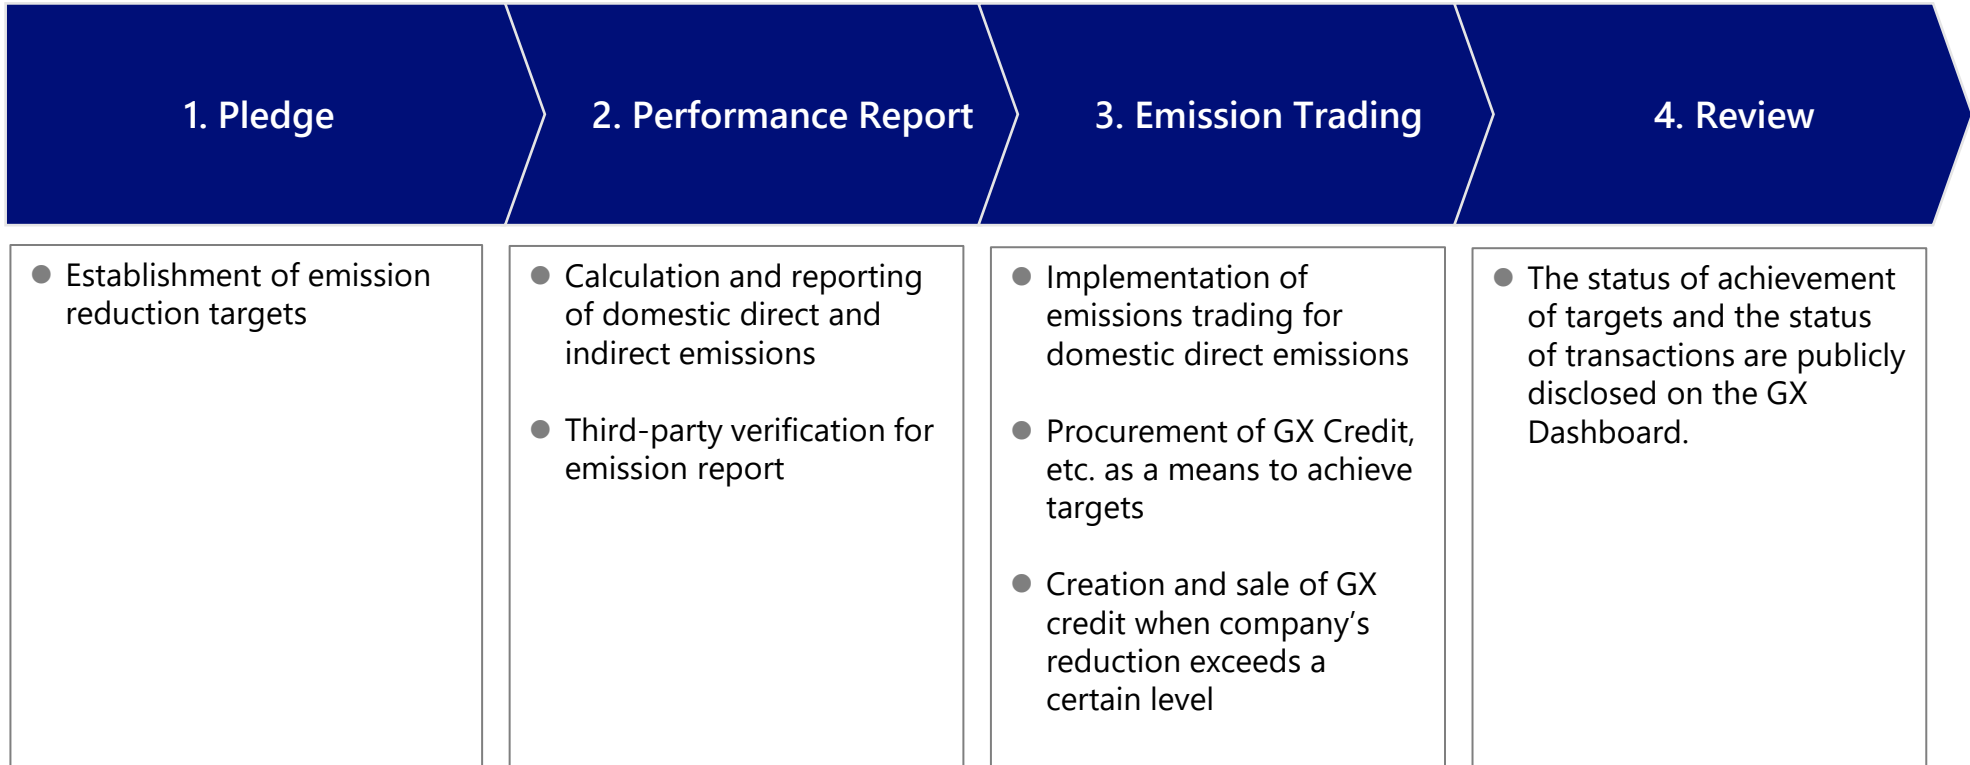 1. Pledge
2. Performance Report
3. Emission Trading
4. Review
● Establishment of emission
reduction targets
● Calculation and reporting
of domestic direct and
indirect emissions
● Third-party verification for
emission report
● Implementation of
emissions trading for
domestic direct emissions
● Procurement of GX Credit,
etc. as a means to achieve
targets
● Creation and sale of GX
credit when company’s
reduction exceeds a
certain level
● The status of achievement
of targets and the status
of transactions are publicly
disclosed on the GX
Dashboard.